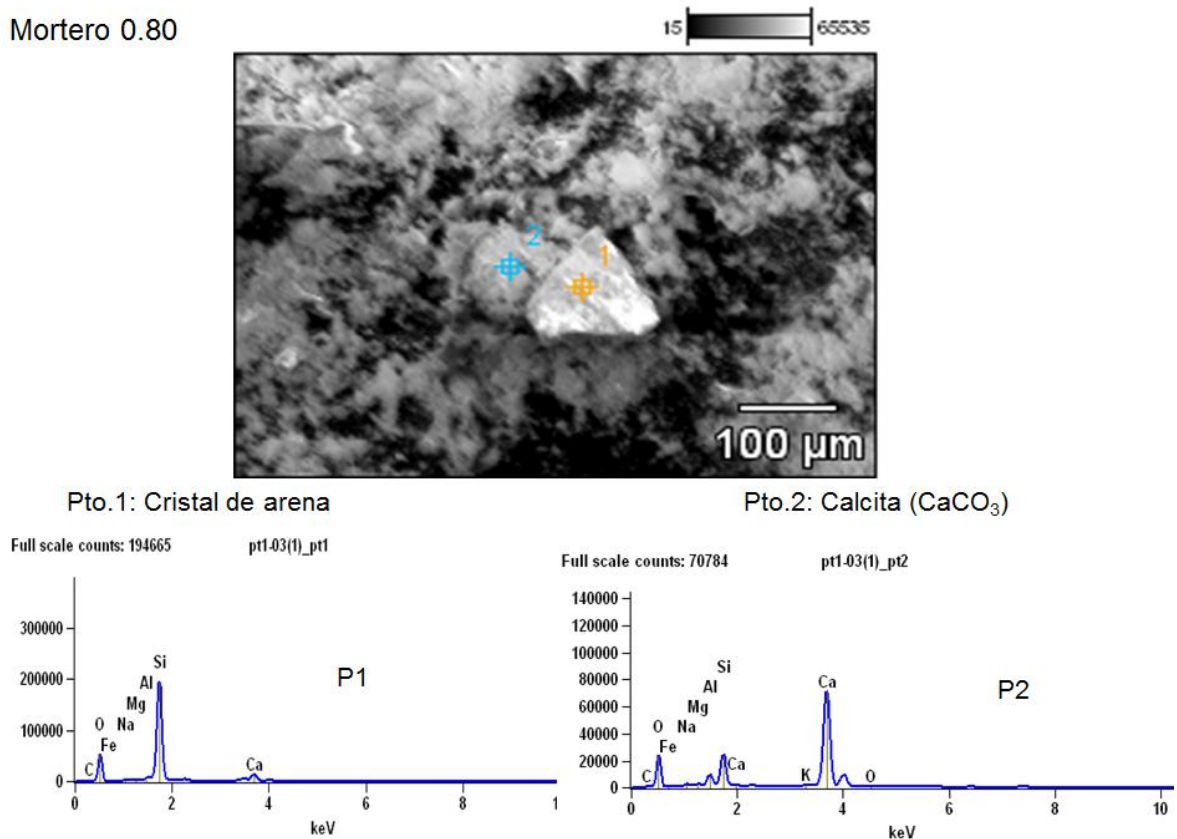 Mortero 0.80
15 65535
2
1
100 µm
Pto.1: Cristal de arena
Pto.2: Calcita (CaCO₃)
Full scale counts: 194665 pt1-03(1)_pt1
300000
200000
100000
0
C
O
Fe
Na
Mg
Al
Si
Ca
P1
0 2 4 6 8 1
keV
Full scale counts: 70784 pt1-03(1)_pt2
140000
120000
100000
80000
60000
40000
20000
0
C
O
Fe
Na
Mg
Al
Si
Ca
K
Ca
O
P2
0 2 4 6 8 10
keV